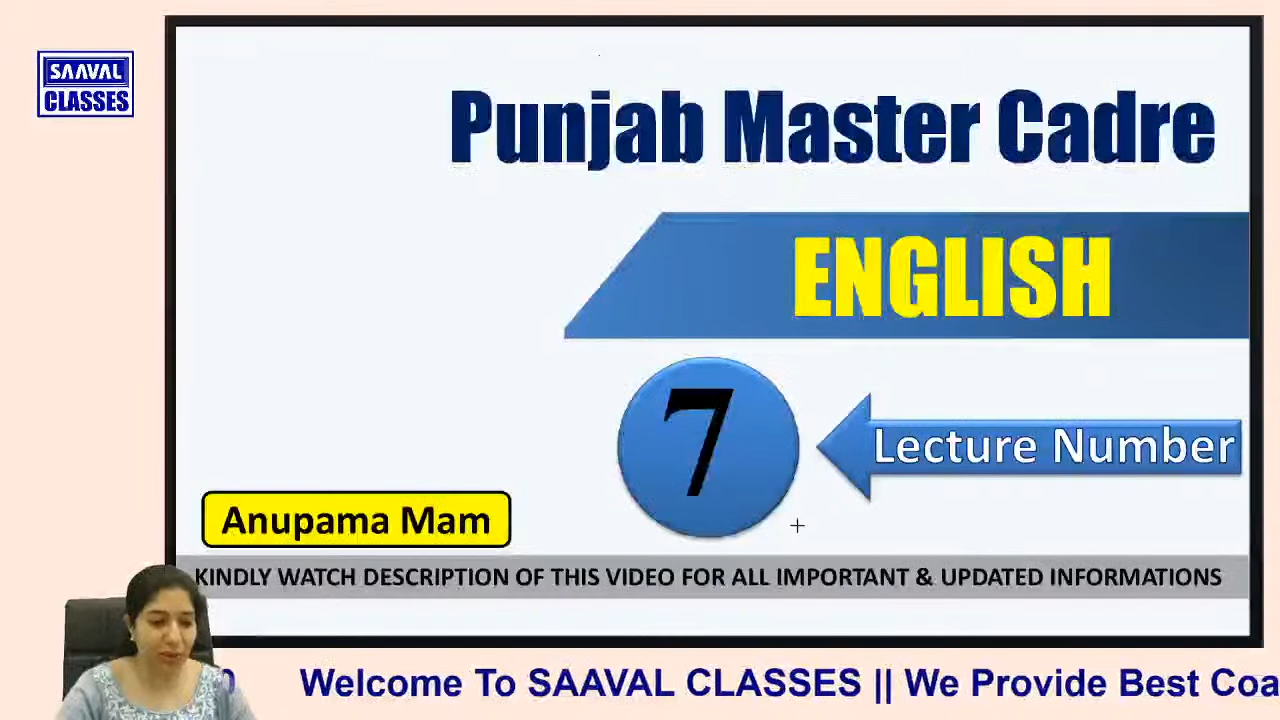 SAAVAL
CLASSES
Punjab Master Cadre
ENGLISH
7
Lecture Number
Anupama Mam
KINDLY WATCH DESCRIPTION OF THIS VIDEO FOR ALL IMPORTANT & UPDATED INFORMATIONS
0 Welcome To SAAVAL CLASSES || We Provide Best Coa